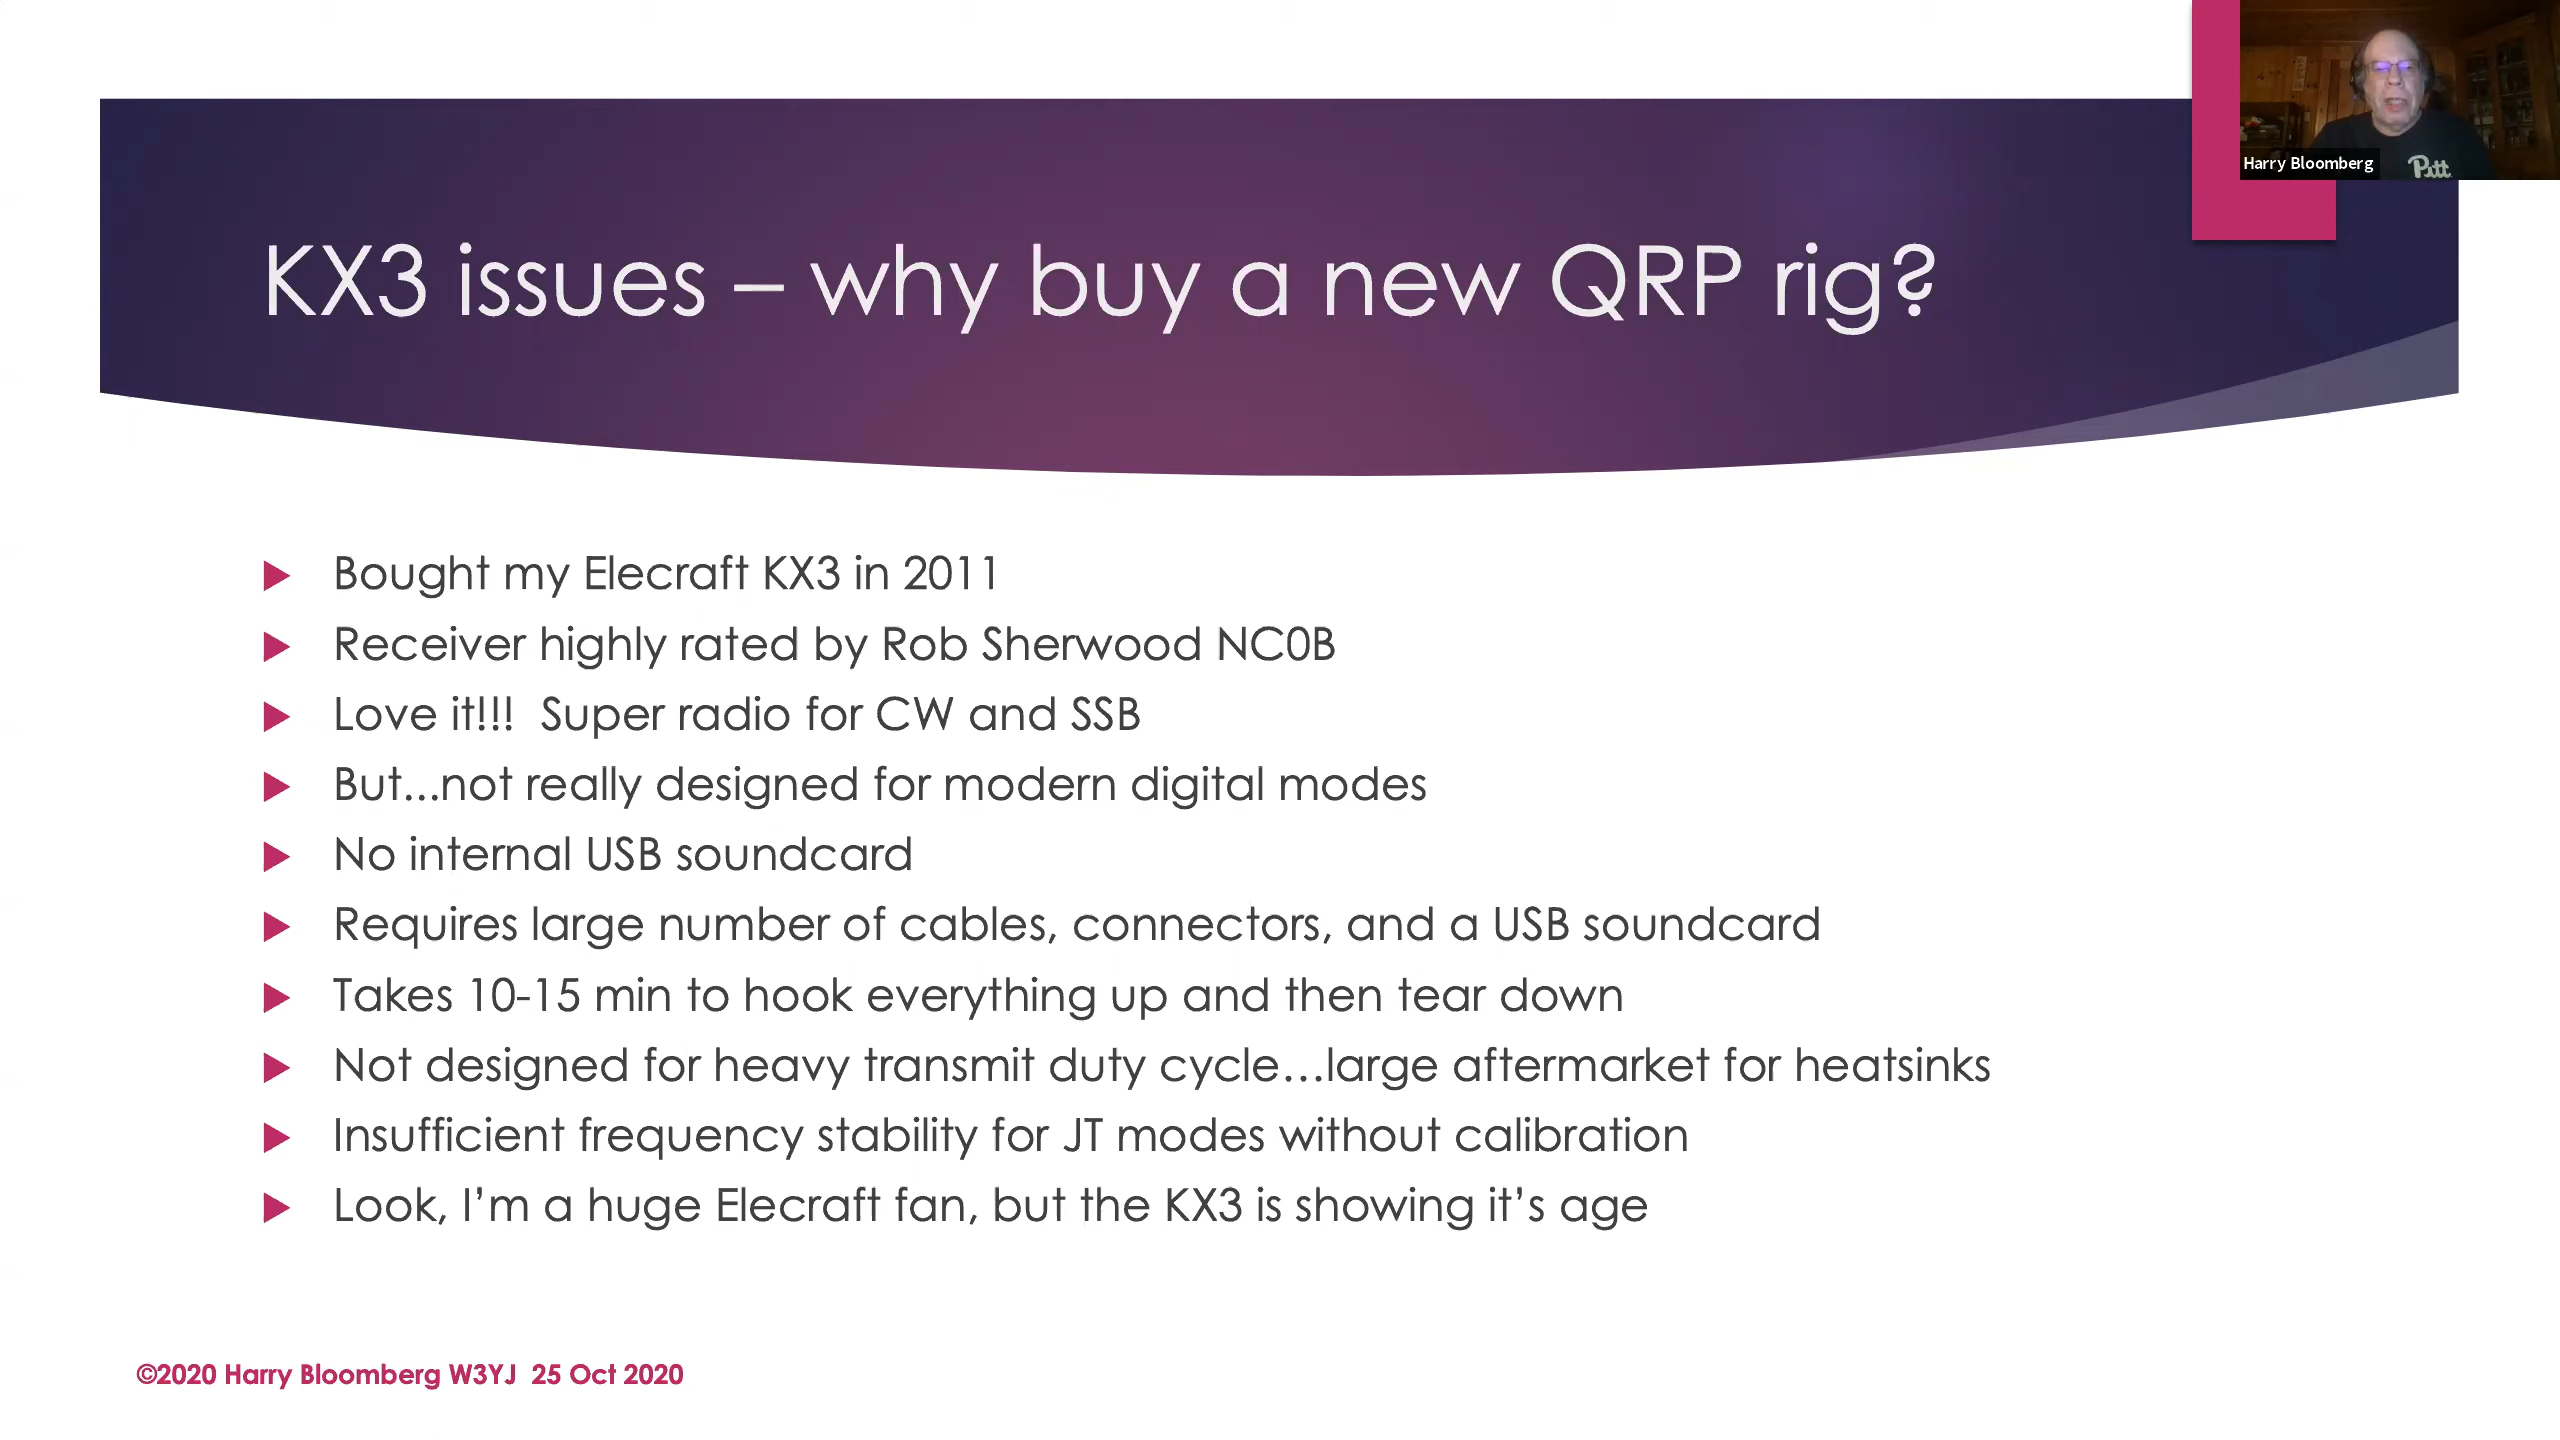 Harry Bloomberg
Pitt
KX3 issues – why buy a new QRP rig?
Bought my Elecraft KX3 in 2011
Receiver highly rated by Rob Sherwood NC0B
Love it!!!  Super radio for CW and SSB
But...not really designed for modern digital modes
No internal USB soundcard
Requires large number of cables, connectors, and a USB soundcard
Takes 10-15 min to hook everything up and then tear down
Not designed for heavy transmit duty cycle...large aftermarket for heatsinks
Insufficient frequency stability for JT modes without calibration
Look, I’m a huge Elecraft fan, but the KX3 is showing it’s age
©2020 Harry Bloomberg W3YJ  25 Oct 2020